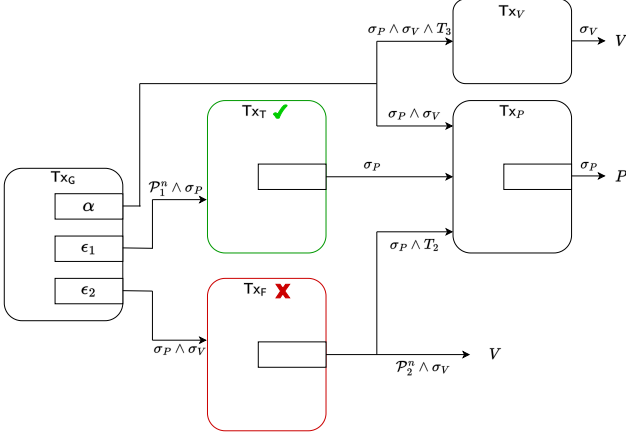 Tx_V
σ_P ∧ σ_V ∧ T_3
σ_V
V
Tx_T ✓
Tx_P
σ_P ∧ σ_V
σ_P
σ_P
P
Tx_G
𝒫_1^n ∧ σ_P
α
ϵ_1
σ_P ∧ T_2
ϵ_2
Tx_F ✗
σ_P ∧ σ_V
V
𝒫_2^n ∧ σ_V